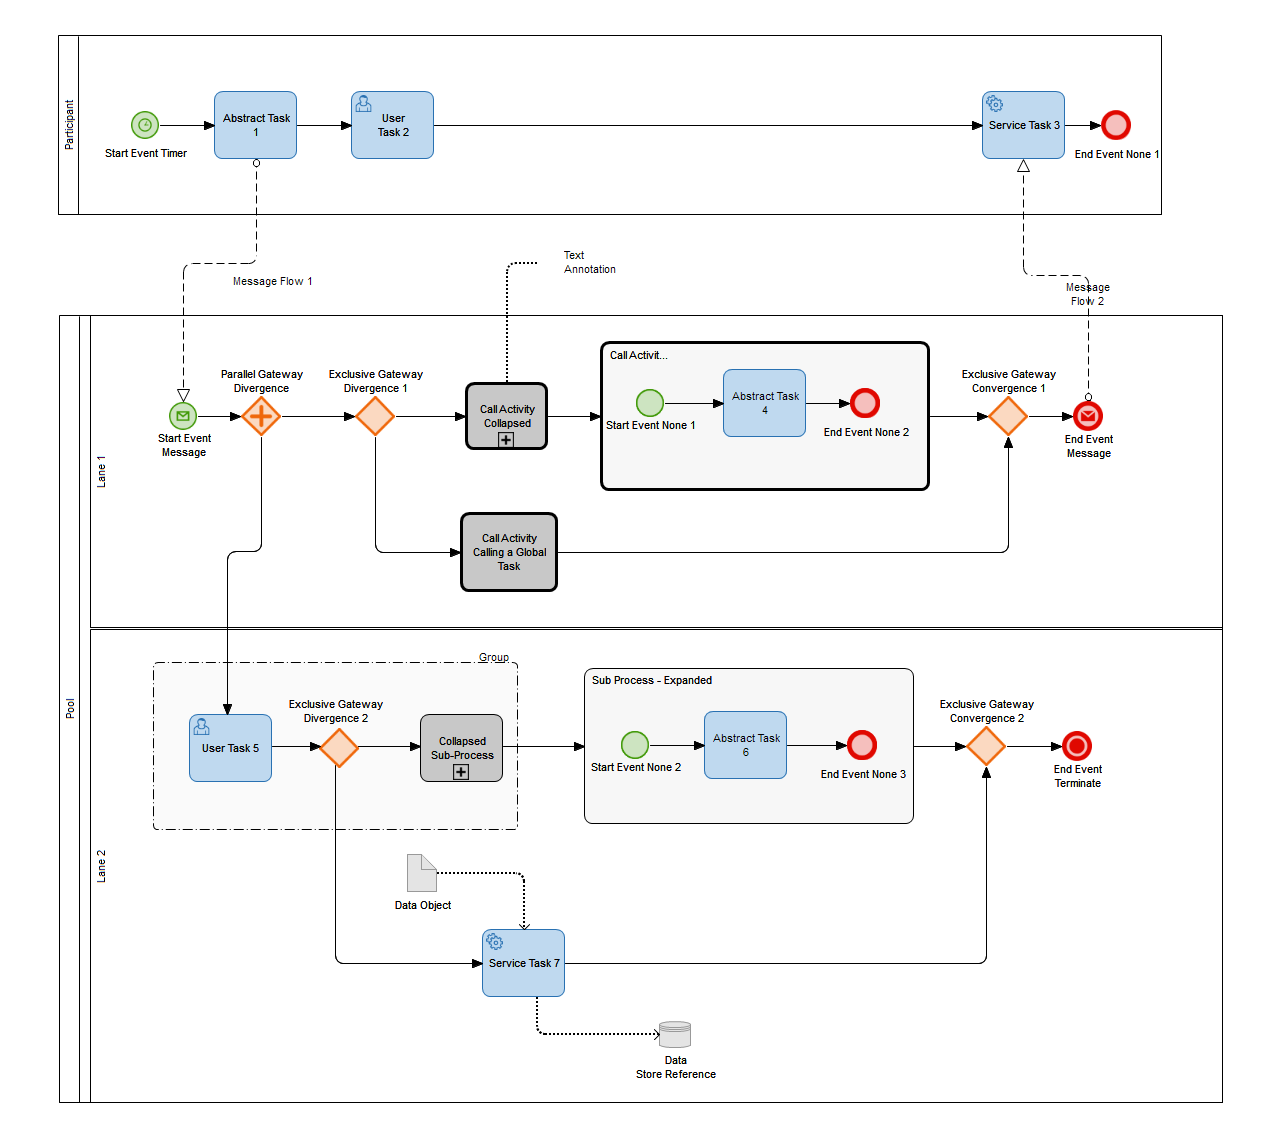 Participant
Start Event Timer
Abstract Task
1
User
Task 2
Service Task 3
End Event None 1
Message Flow 1
Text
Annotation
Message
Flow 2
Pool
Lane 1
Start Event
Message
Parallel Gateway
Divergence
Exclusive Gateway
Divergence 1
Call Activity
Collapsed
Call Activit...
Start Event None 1
Abstract Task
4
End Event None 2
Exclusive Gateway
Convergence 1
End Event
Message
Call Activity
Calling a Global
Task
Lane 2
Group
User Task 5
Exclusive Gateway
Divergence 2
Collapsed
Sub-Process
Sub Process - Expanded
Start Event None 2
Abstract Task
6
End Event None 3
Exclusive Gateway
Convergence 2
End Event
Terminate
Data Object
Service Task 7
Data
Store Reference